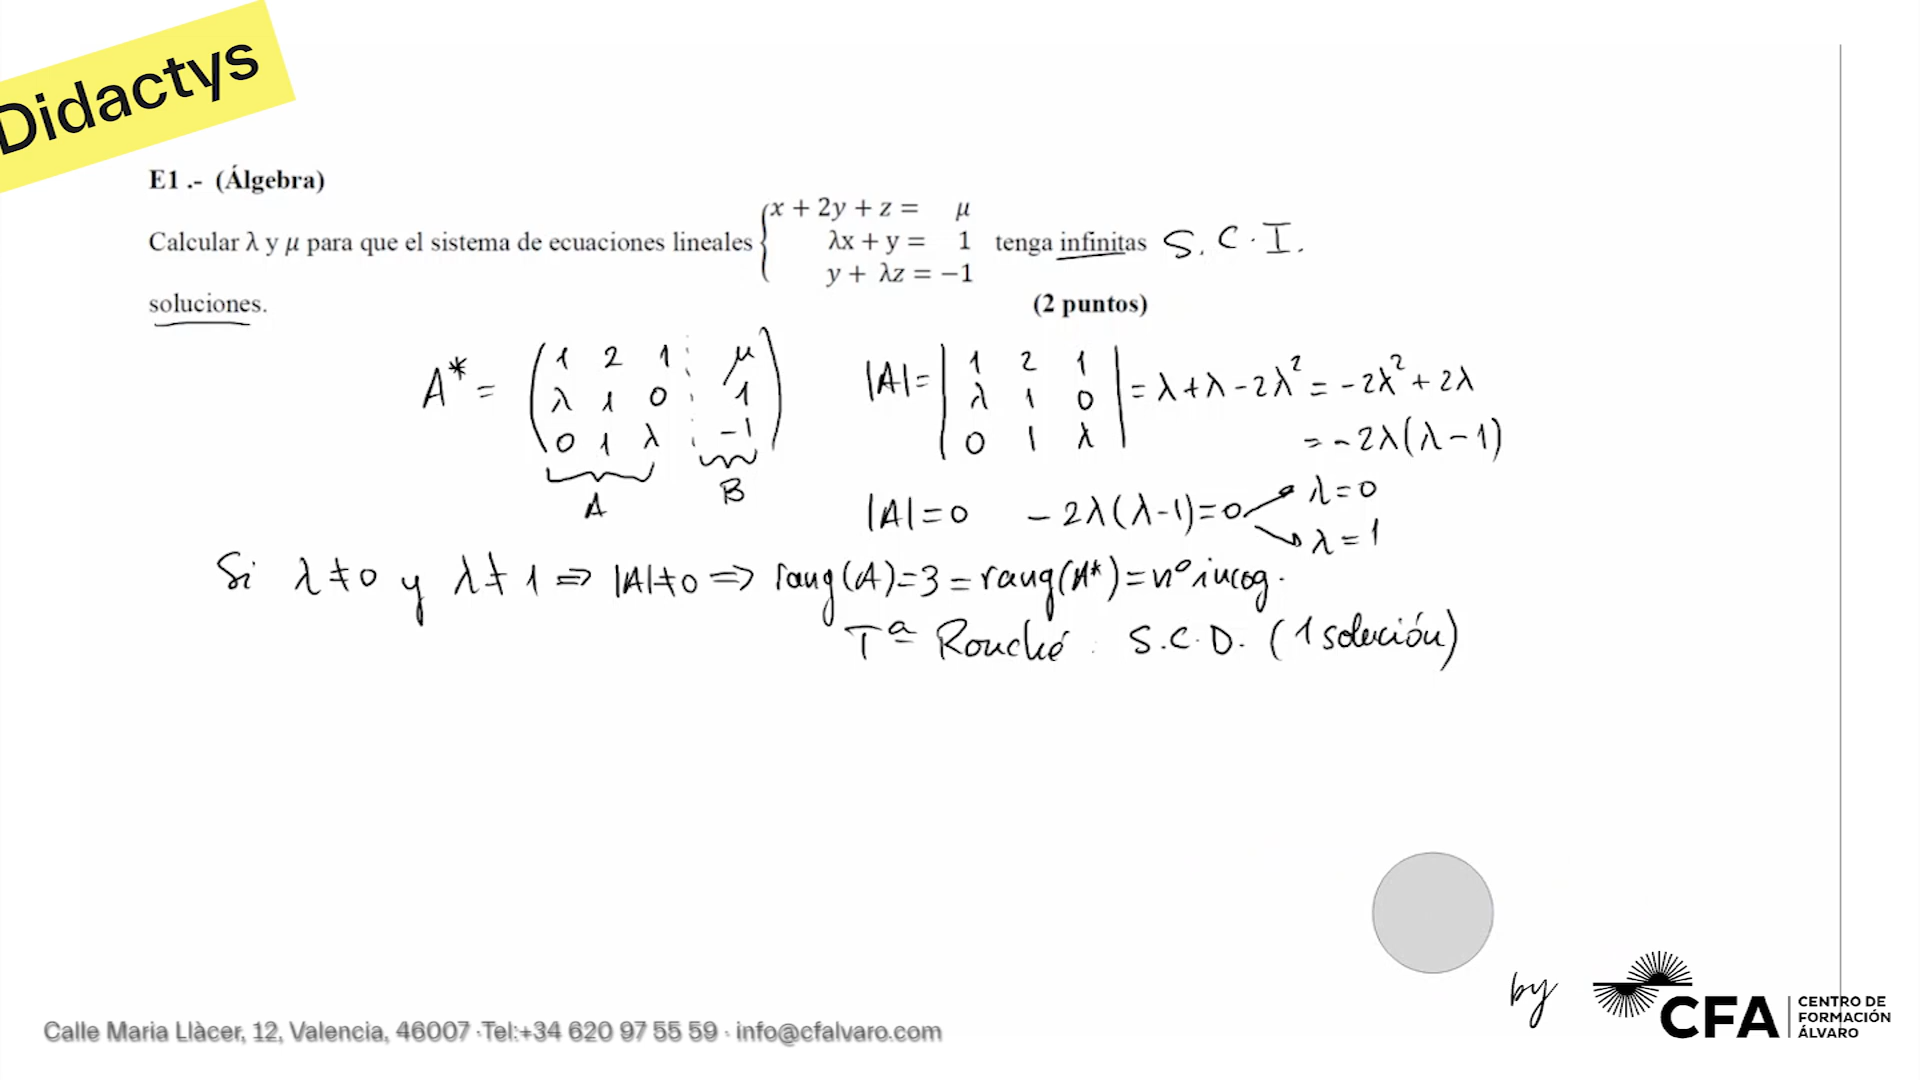 Didactys
E1 .- (Álgebra)
x + 2y + z = μ
Calcular λ y μ para que el sistema de ecuaciones lineales { λx + y = 1 tenga infinitas S.C.I.
y + λz = −1
soluciones. (2 puntos)
A* = ( 1 2 1 ⋮ μ
λ 1 0 ⋮ 1
0 1 λ ⋮ -1 )
A B
|A| = | 1 2 1
λ 1 0
0 1 λ | = λ + λ - 2λ² = -2λ² + 2λ
= -2λ(λ-1)
|A|=0 -2λ(λ-1)=0 λ=0
λ=1
Si λ≠0 y λ≠1 ⇒ |A|≠0 ⇒ rang(A)=3=rang(A*)=nº incog.
Tª Rouché : S.C.D. (1 solución)
by
CFA | CENTRO DE
FORMACIÓN
ÁLVARO
Calle Maria Llàcer, 12, Valencia, 46007 ·Tel:+34 620 97 55 59 · info@cfalvaro.com